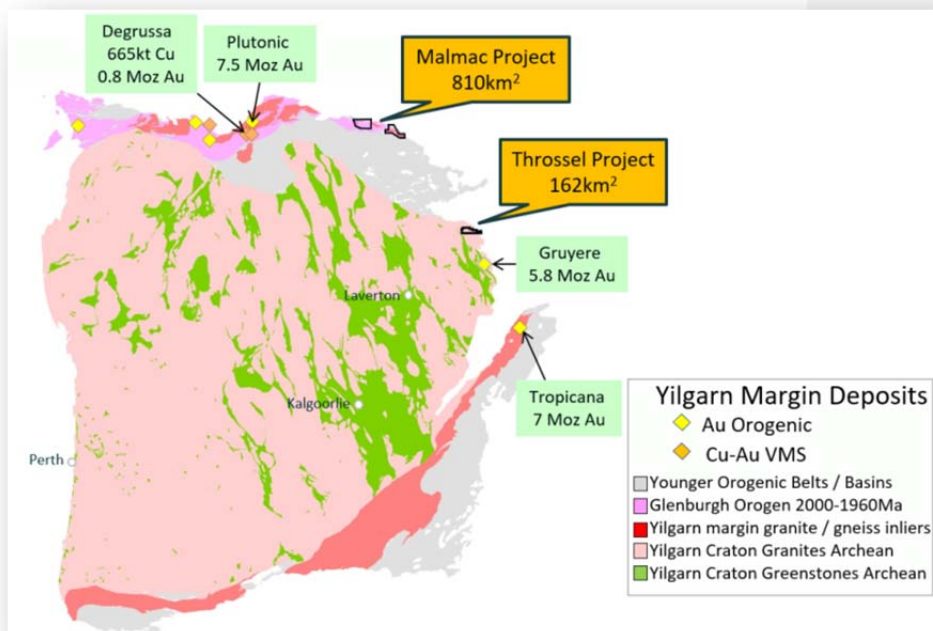 Degrussa
665kt Cu
0.8 Moz Au
Plutonic
7.5 Moz Au
Malmac Project
810km²
Throssel Project
162km²
Gruyere
5.8 Moz Au
Laverton
Kalgoorlie
Perth
Tropicana
7 Moz Au
Yilgarn Margin Deposits
Au Orogenic
Cu-Au VMS
Younger Orogenic Belts / Basins
Glenburgh Orogen 2000-1960Ma
Yilgarn margin granite / gneiss inliers
Yilgarn Craton Granites Archean
Yilgarn Craton Greenstones Archean